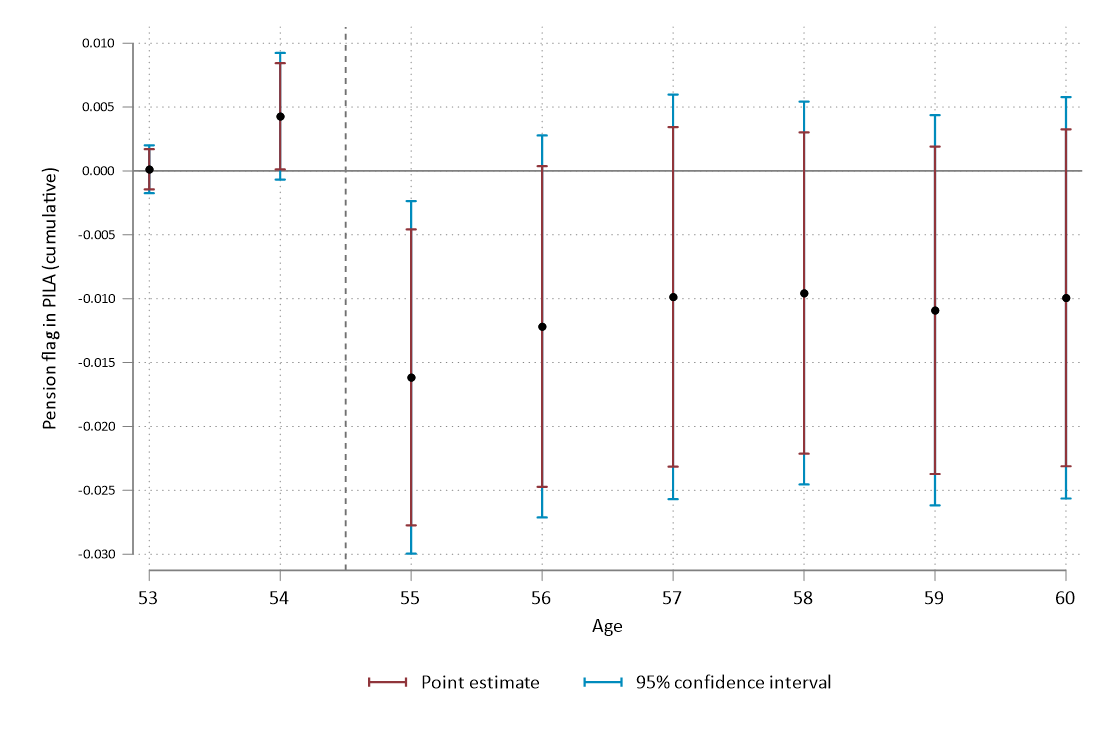 Pension flag in PILA (cumulative)
0.010
0.005
0.000
-0.005
-0.010
-0.015
-0.020
-0.025
-0.030
53 54 55 56 57 58 59 60
Age
Point estimate 95% confidence interval